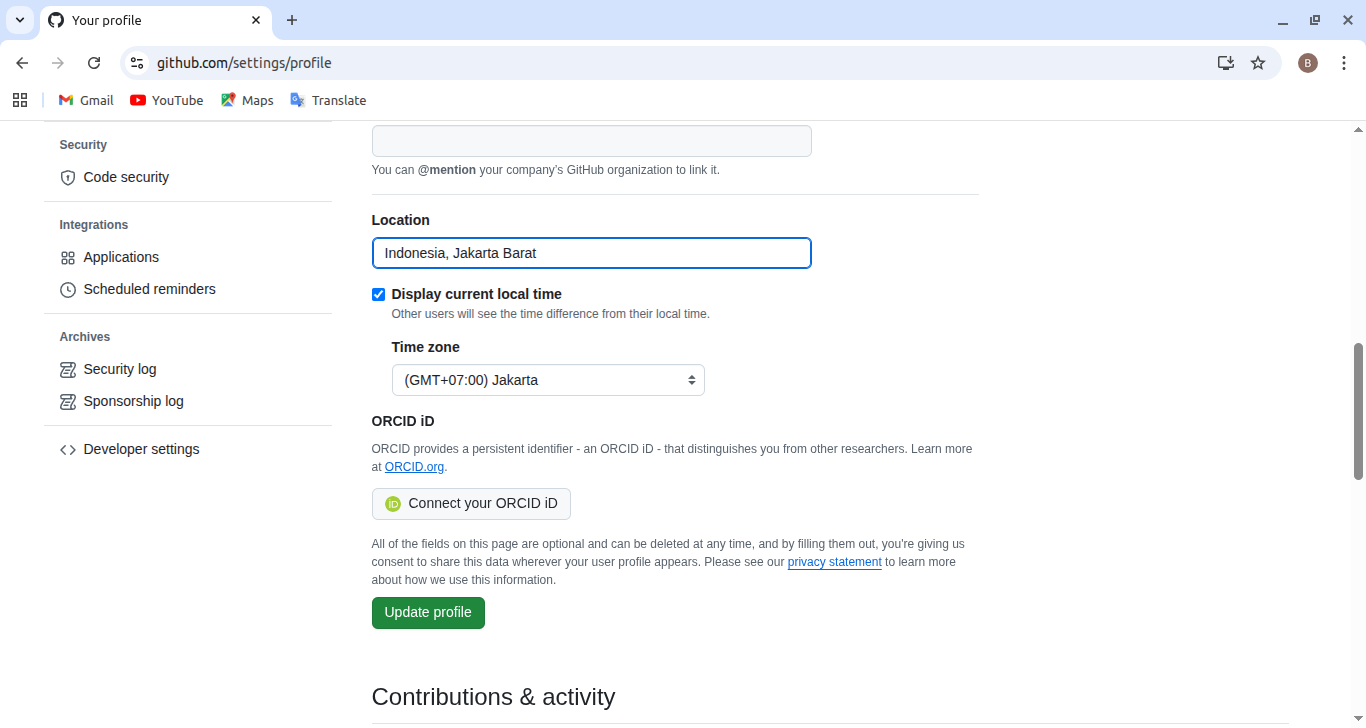 Your profile
github.com/settings/profile
B
Gmail
YouTube
Maps
Translate
Security
Code security
Integrations
Applications
Scheduled reminders
Archives
Security log
Sponsorship log
Developer settings
You can @mention your company's GitHub organization to link it.
Location
Indonesia, Jakarta Barat
Display current local time
Other users will see the time difference from their local time.
Time zone
(GMT+07:00) Jakarta
ORCID iD
ORCID provides a persistent identifier - an ORCID iD - that distinguishes you from other researchers. Learn more
at ORCID.org.
iD Connect your ORCID iD
All of the fields on this page are optional and can be deleted at any time, and by filling them out, you're giving us
consent to share this data wherever your user profile appears. Please see our privacy statement to learn more
about how we use this information.
Update profile
Contributions & activity